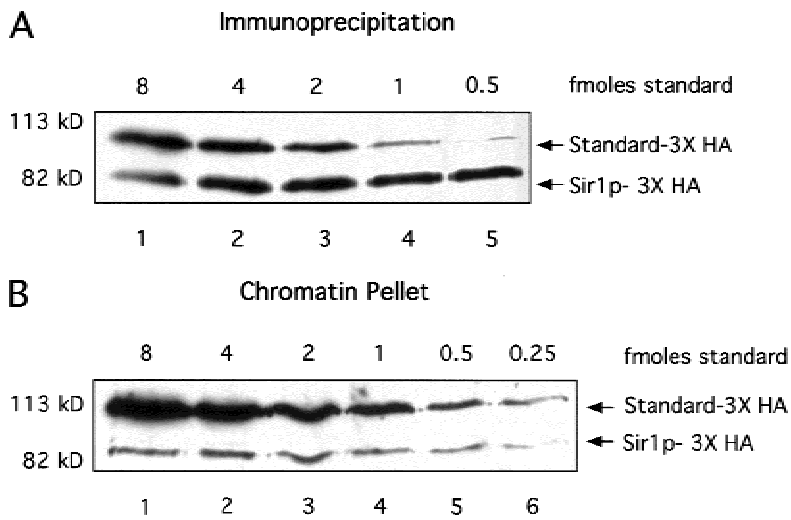 A
Immunoprecipitation
8 4 2 1 0.5 fmoles standard
113 kD
Standard-3X HA
82 kD
Sir1p- 3X HA
1 2 3 4 5
B
Chromatin Pellet
8 4 2 1 0.5 0.25 fmoles standard
113 kD
Standard-3X HA
Sir1p- 3X HA
82 kD
1 2 3 4 5 6